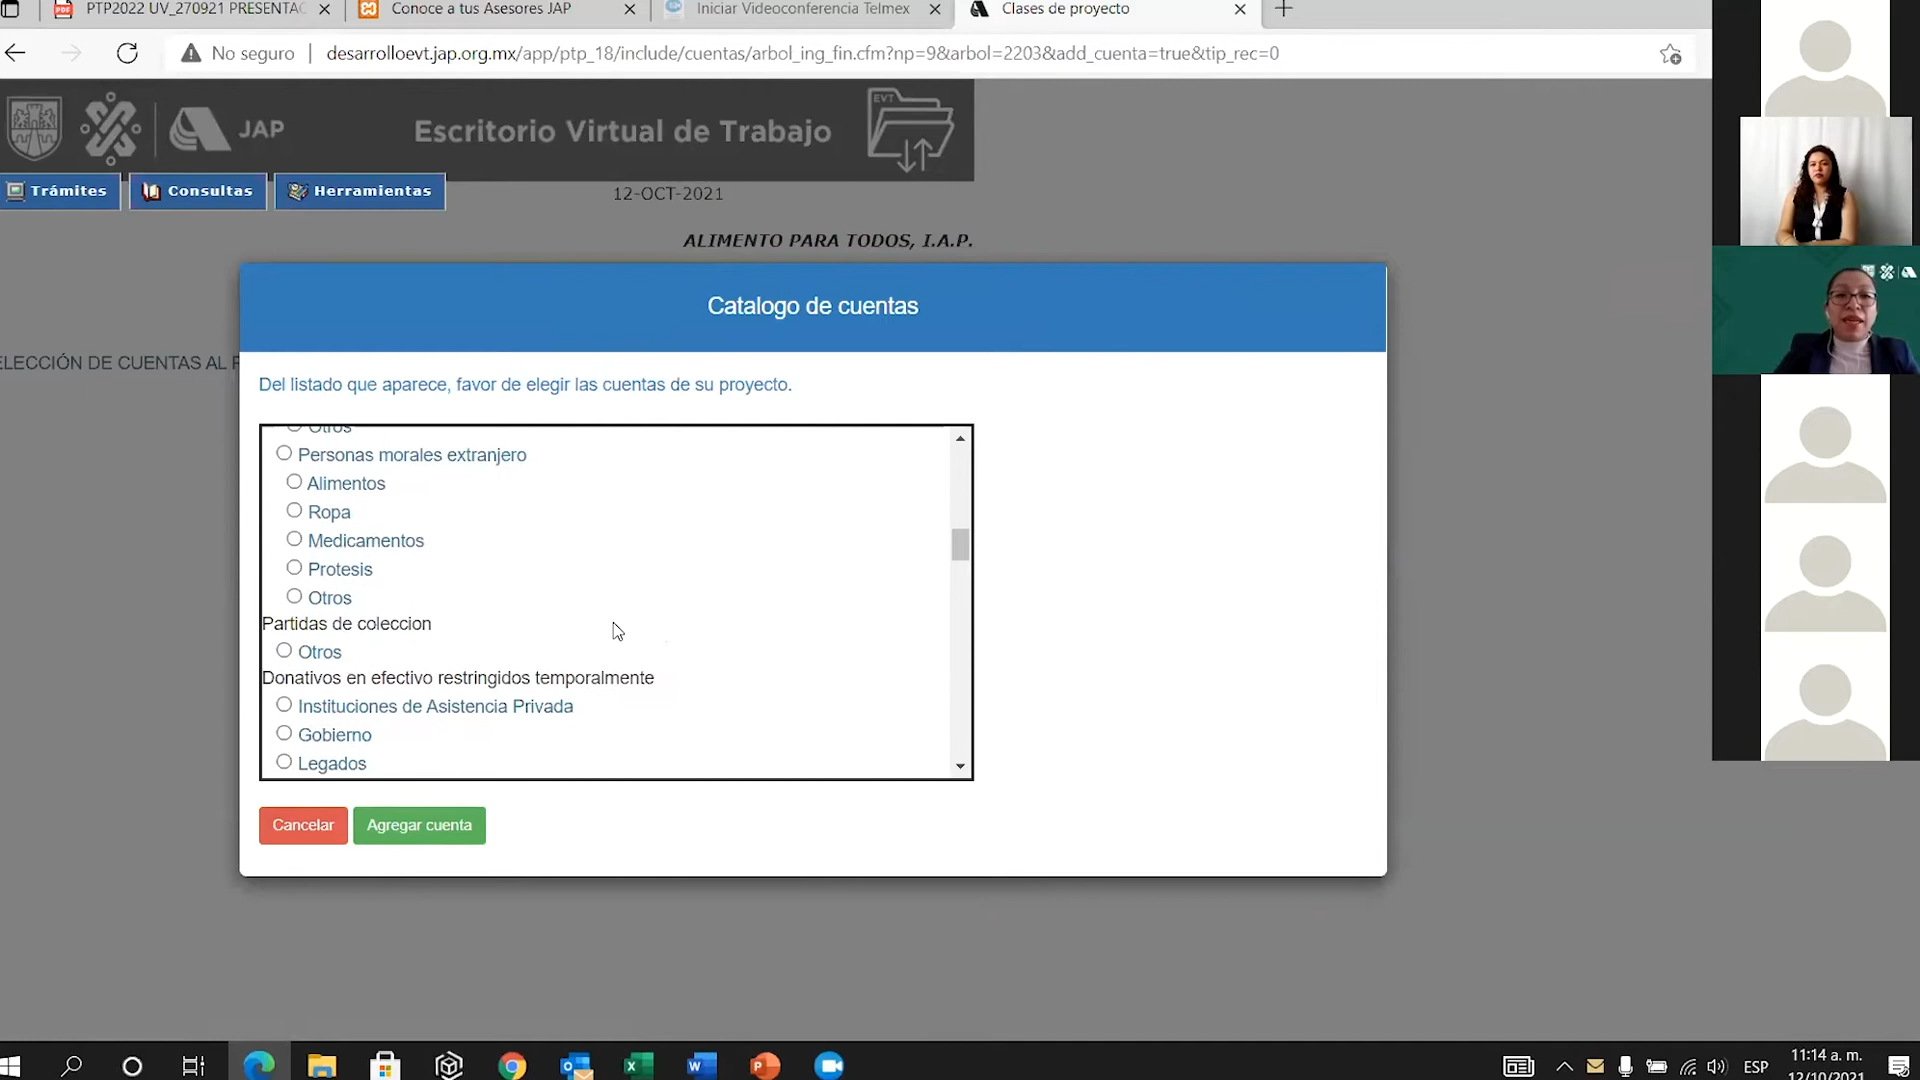 PTP2022 UV_270921 PRESENTAC
Conoce a tus Asesores JAP
Iniciar Videoconferencia Telmex
Clases de proyecto
No seguro
desarrolloevt.jap.org.mx/app/ptp_18/include/cuentas/arbol_ing_fin.cfm?np=9&arbol=2203&add_cuenta=true&tip_rec=0
JAP
Escritorio Virtual de Trabajo
EVT
Trámites
Consultas
Herramientas
12-OCT-2021
ALIMENTO PARA TODOS, I.A.P.
Catalogo de cuentas
ELECCIÓN DE CUENTAS AL
Del listado que aparece, favor de elegir las cuentas de su proyecto.
Otros
Personas morales extranjero
Alimentos
Ropa
Medicamentos
Protesis
Otros
Partidas de coleccion
Otros
Donativos en efectivo restringidos temporalmente
Instituciones de Asistencia Privada
Gobierno
Legados
Cancelar
Agregar cuenta
ESP
11:14 a. m.
12/10/2021